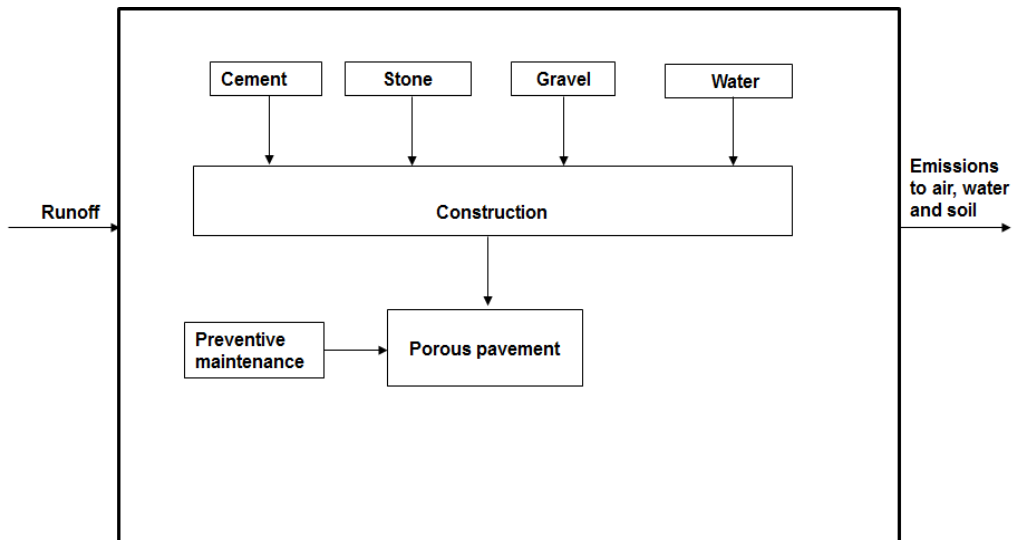 Cement
Stone
Gravel
Water
Construction
Runoff
Emissions
to air, water
and soil
Preventive
maintenance
Porous pavement